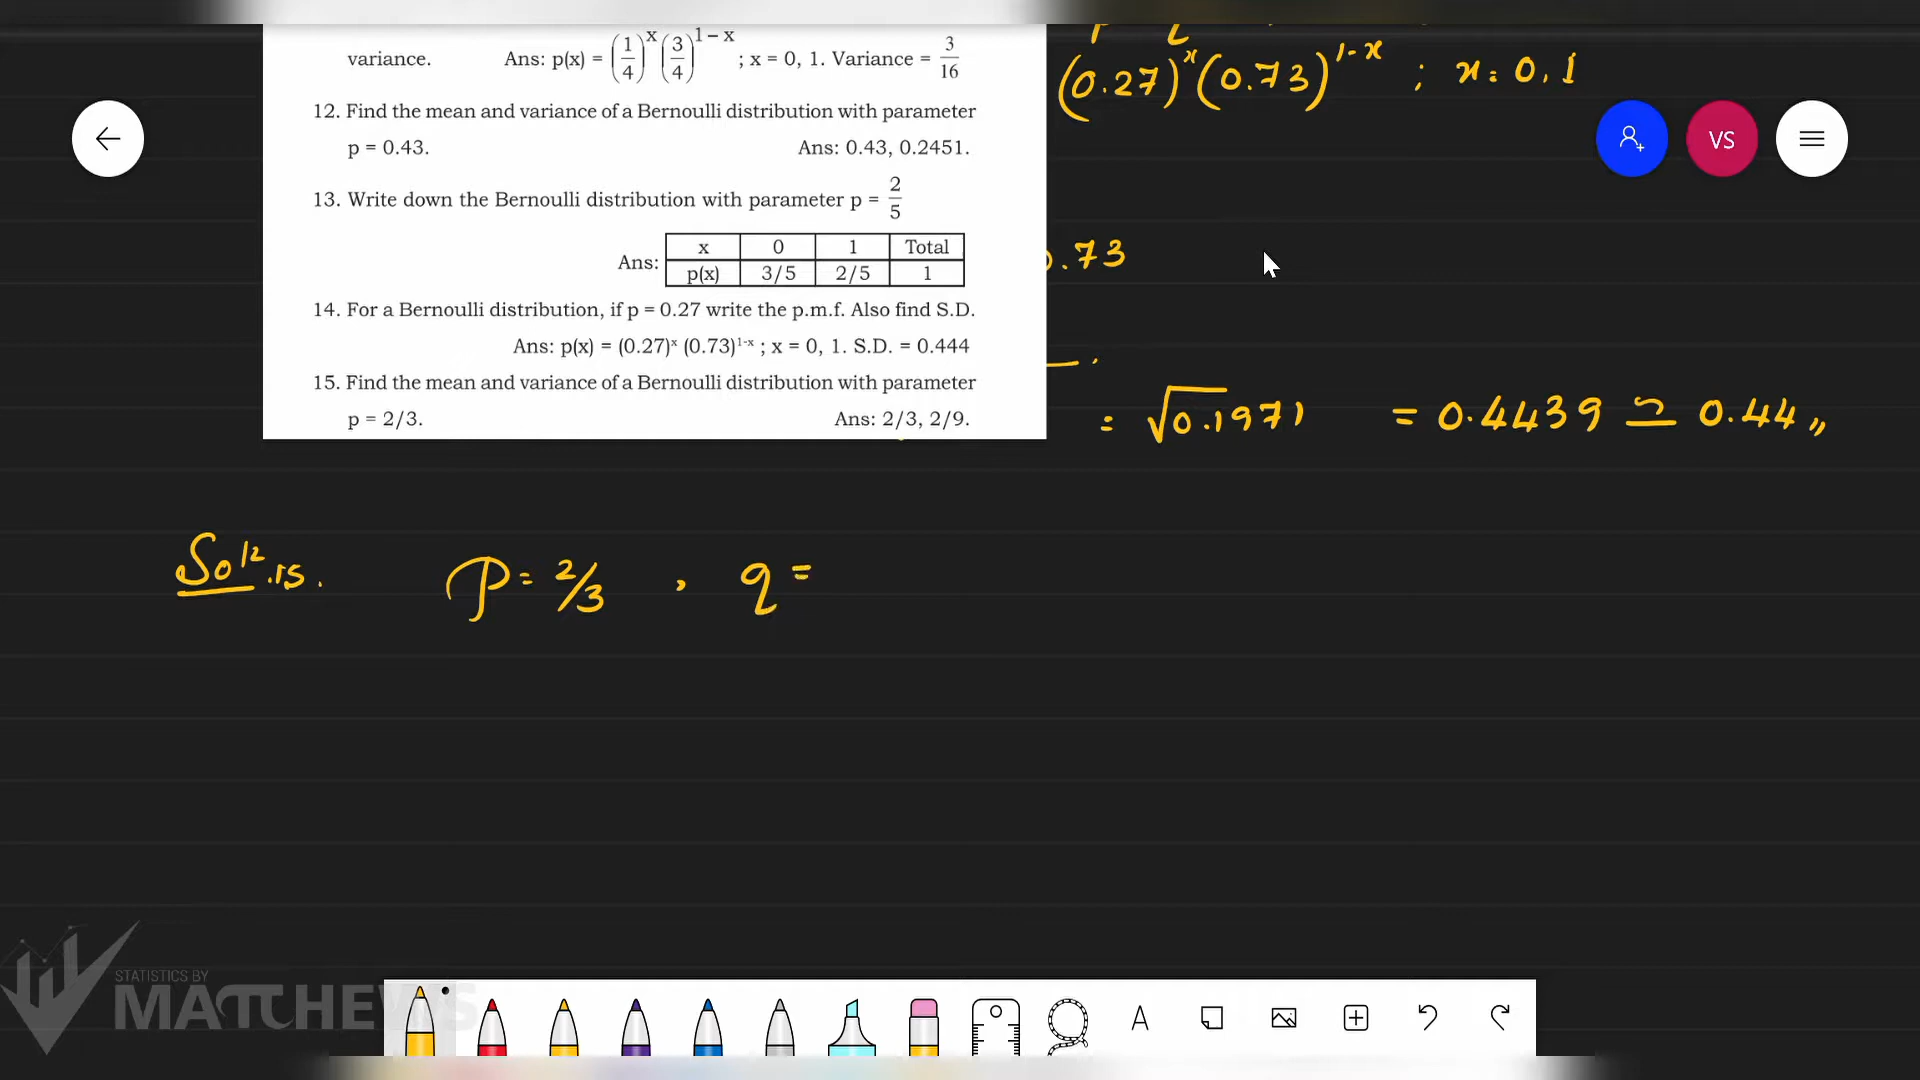 variance. Ans: p(x) = (1/4)^x (3/4)^1 − x ; x = 0, 1. Variance = 3/16
12. Find the mean and variance of a Bernoulli distribution with parameter
p = 0.43. Ans: 0.43, 0.2451.
13. Write down the Bernoulli distribution with parameter p = 2/5
Ans:
x 0 1 Total
p(x) 3/5 2/5 1
14. For a Bernoulli distribution, if p = 0.27 write the p.m.f. Also find S.D.
Ans: p(x) = (0.27)^x (0.73)^1-x ; x = 0, 1. S.D. = 0.444
15. Find the mean and variance of a Bernoulli distribution with parameter
p = 2/3. Ans: 2/3, 2/9.
(0.27)^x (0.73)^1-x ; x = 0, 1
VS
0.73
= √0.1971 = 0.4439 ≃ 0.44,,
Sol^n.15. P = 2/3 , q =
STATISTICS BY
MATTHEWS
A